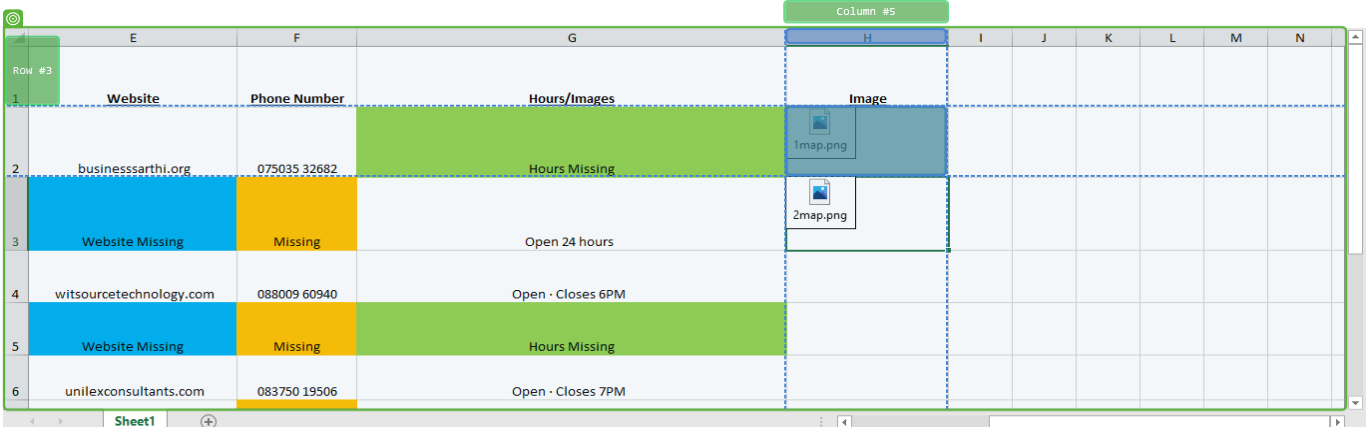 Column #5
E F G H I J K L M N
Row #3
1 Website Phone Number Hours/Images Image
1map.png
2 businesssarthi.org 075035 32682 Hours Missing
2map.png
3 Website Missing Missing Open 24 hours
4 witsourcetechnology.com 088009 60940 Open · Closes 6PM
5 Website Missing Missing Hours Missing
6 unilexconsultants.com 083750 19506 Open · Closes 7PM
Sheet1